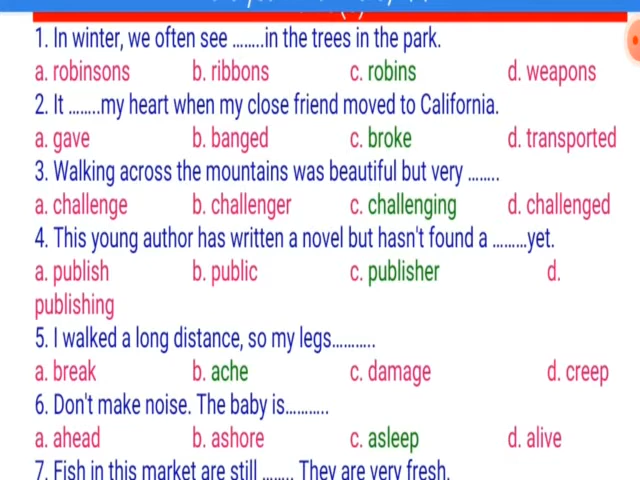 1. In winter, we often see ........in the trees in the park.
a. robinsons b. ribbons c. robins d. weapons
2. It ........my heart when my close friend moved to California.
a. gave b. banged c. broke d. transported
3. Walking across the mountains was beautiful but very ........
a. challenge b. challenger c. challenging d. challenged
4. This young author has written a novel but hasn't found a .........yet.
a. publish b. public c. publisher d.
publishing
5. I walked a long distance, so my legs...........
a. break b. ache c. damage d. creep
6. Don't make noise. The baby is...........
a. ahead b. ashore c. asleep d. alive
7. Fish in this market are still ........ They are very fresh.